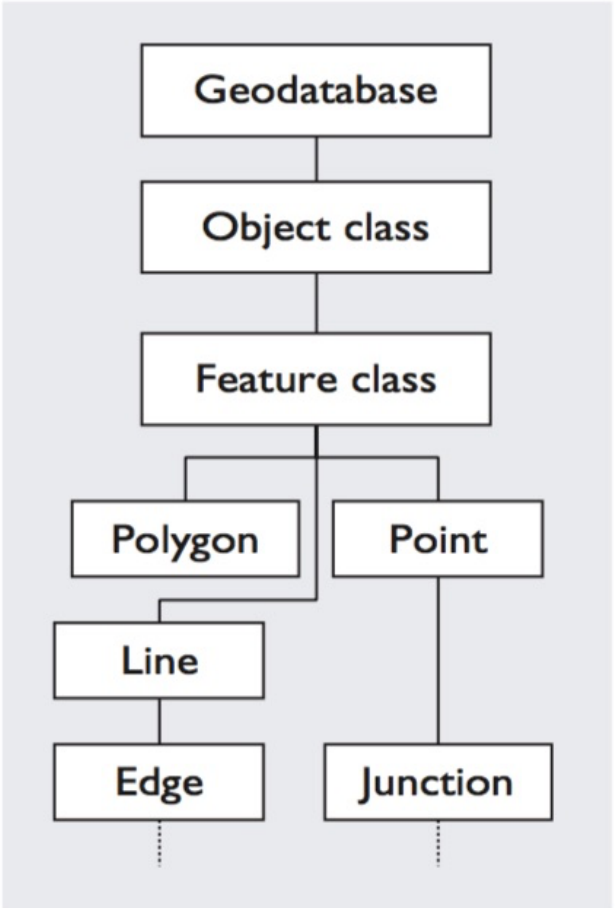 Geodatabase
Object class
Feature class
Polygon
Point
Line
Edge
Junction